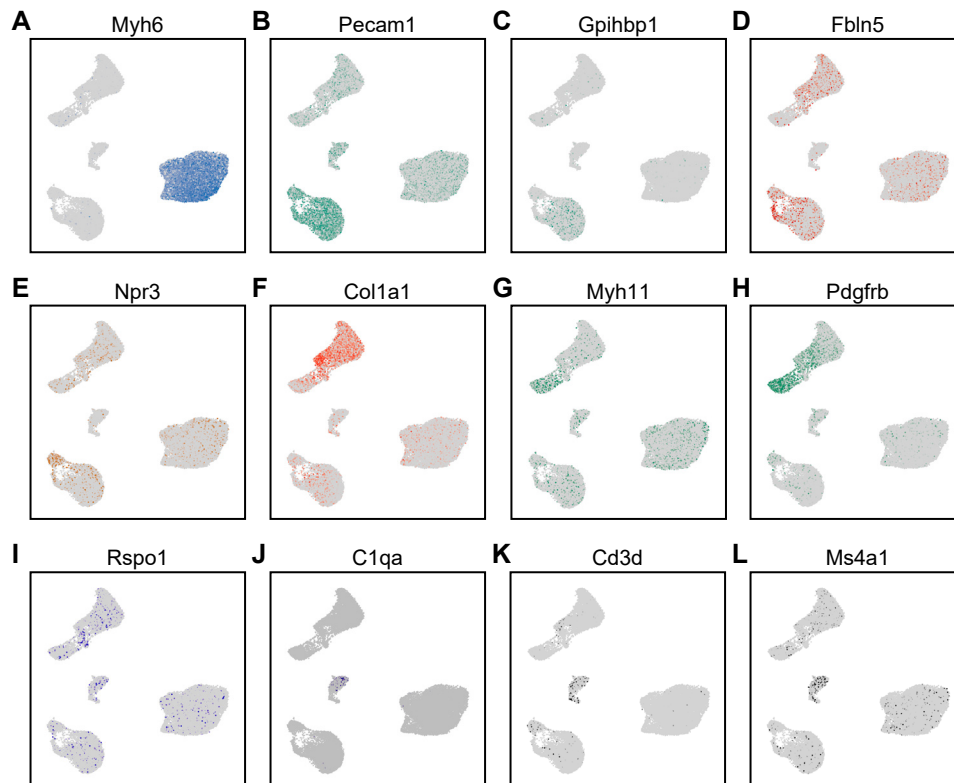 A Myh6
B Pecam1
C Gpihbp1
D Fbln5
E Npr3
F Col1a1
G Myh11
H Pdgfrb
I Rspo1
J C1qa
K Cd3d
L Ms4a1